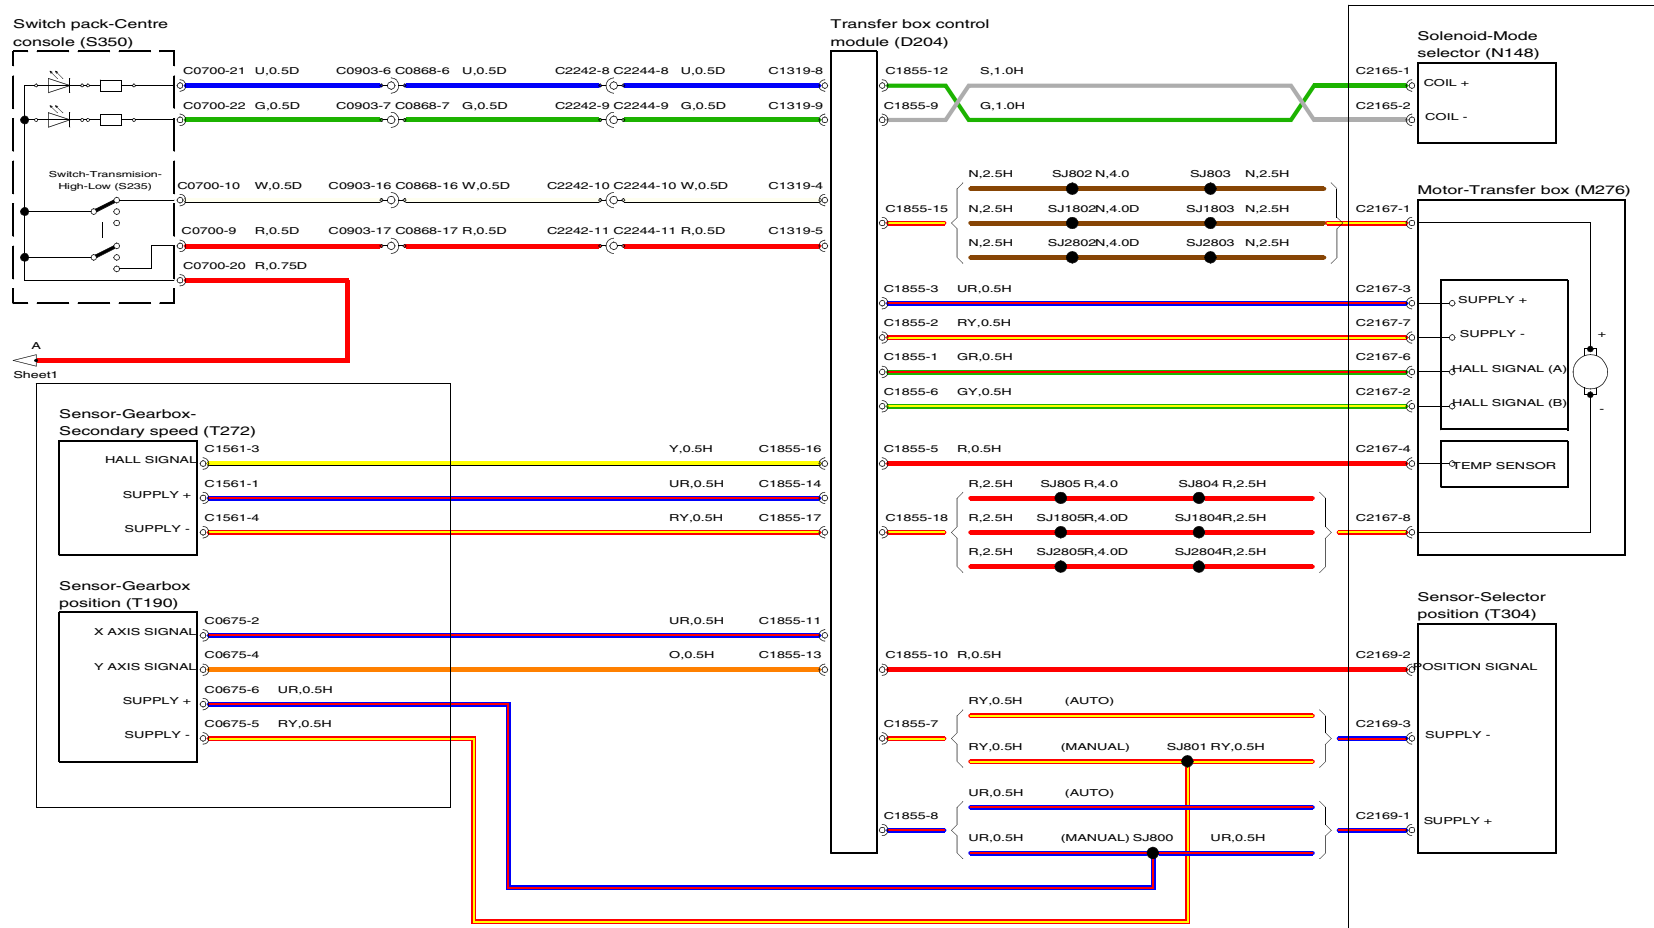 Switch pack-Centre
console (S350)
Transfer box control
module (D204)
Solenoid-Mode
selector (N148)
C0700-21 U,0.5D C0903-6 C0868-6 U,0.5D C2242-8 C2244-8 U,0.5D C1319-8
C1855-12 S,1.0H C2165-1
COIL +
C0700-22 G,0.5D C0903-7 C0868-7 G,0.5D C2242-9 C2244-9 G,0.5D C1319-9
C1855-9 G,1.0H C2165-2
COIL -
Switch-Transmision-
High-Low (S235)
C0700-10 W,0.5D C0903-16 C0868-16 W,0.5D C2242-10 C2244-10 W,0.5D C1319-4
C0700-9 R,0.5D C0903-17 C0868-17 R,0.5D C2242-11 C2244-11 R,0.5D C1319-5
C0700-20 R,0.75D
A
Sheet1
N,2.5H SJ802 N,4.0 SJ803 N,2.5H
Motor-Transfer box (M276)
C1855-15 N,2.5H SJ1802 N,4.0D SJ1803 N,2.5H C2167-1
N,2.5H SJ2802 N,4.0D SJ2803 N,2.5H
C1855-3 UR,0.5H C2167-3
SUPPLY +
C1855-2 RY,0.5H C2167-7
SUPPLY -
+
C1855-1 GR,0.5H C2167-6
HALL SIGNAL (A)
C1855-6 GY,0.5H C2167-2
HALL SIGNAL (B)
-
Sensor-Gearbox-
Secondary speed (T272)
HALL SIGNAL C1561-3 Y,0.5H C1855-16
C1855-5 R,0.5H C2167-4
TEMP SENSOR
SUPPLY + C1561-1 UR,0.5H C1855-14
R,2.5H SJ805 R,4.0 SJ804 R,2.5H
SUPPLY - C1561-4 RY,0.5H C1855-17
C1855-18 R,2.5H SJ1805 R,4.0D SJ1804 R,2.5H C2167-8
R,2.5H SJ2805 R,4.0D SJ2804 R,2.5H
Sensor-Gearbox
position (T190)
Sensor-Selector
position (T304)
X AXIS SIGNAL C0675-2 UR,0.5H C1855-11
Y AXIS SIGNAL C0675-4 O,0.5H C1855-13
C1855-10 R,0.5H C2169-2
POSITION SIGNAL
SUPPLY + C0675-6 UR,0.5H
RY,0.5H (AUTO)
SUPPLY - C0675-5 RY,0.5H
C1855-7 C2169-3
SUPPLY -
RY,0.5H (MANUAL) SJ801 RY,0.5H
UR,0.5H (AUTO)
C1855-8 C2169-1
SUPPLY +
UR,0.5H (MANUAL) SJ800 UR,0.5H